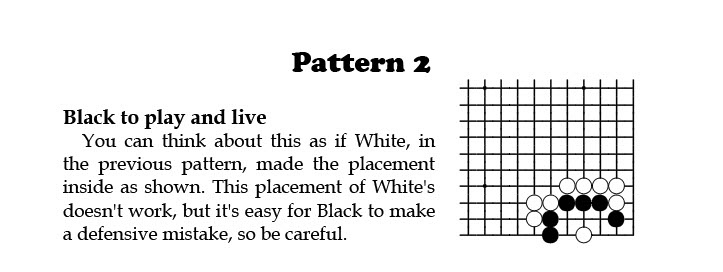 Pattern 2
Black to play and live
You can think about this as if White, in
the previous pattern, made the placement
inside as shown. This placement of White's
doesn't work, but it's easy for Black to make
a defensive mistake, so be careful.